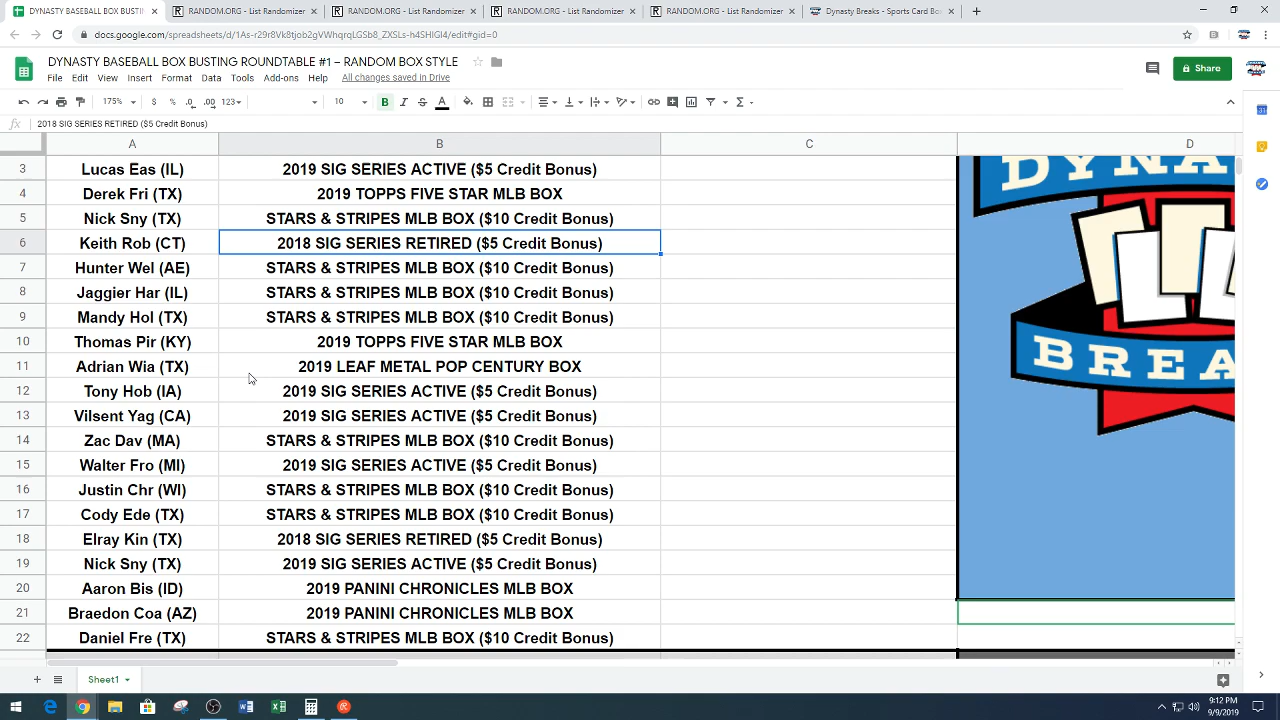 DYNASTY BASEBALL BOX BUSTIN
RANDOM.ORG - List Randomizer
RANDOM.ORG - List Randomizer
RANDOM.ORG - List Randomizer
RANDOM.ORG - List Randomizer
Dynasty Breaks - Sports Card Box
docs.google.com/spreadsheets/d/1As-r29r8Vk8tjob2gVWhqrqLGSb8_ZXSLs-h4SHIGI4/edit#gid=0
DYNASTY BASEBALL BOX BUSTING ROUNDTABLE #1 – RANDOM BOX STYLE
File Edit View Insert Format Data Tools Add-ons Help All changes saved in Drive
Share
175% $ % .0 .00 123 10 B I S A
fx 2018 SIG SERIES RETIRED ($5 Credit Bonus)
A B C D
3 Lucas Eas (IL) 2019 SIG SERIES ACTIVE ($5 Credit Bonus)
4 Derek Fri (TX) 2019 TOPPS FIVE STAR MLB BOX
5 Nick Sny (TX) STARS & STRIPES MLB BOX ($10 Credit Bonus)
6 Keith Rob (CT) 2018 SIG SERIES RETIRED ($5 Credit Bonus)
7 Hunter Wel (AE) STARS & STRIPES MLB BOX ($10 Credit Bonus)
8 Jaggier Har (IL) STARS & STRIPES MLB BOX ($10 Credit Bonus)
9 Mandy Hol (TX) STARS & STRIPES MLB BOX ($10 Credit Bonus)
10 Thomas Pir (KY) 2019 TOPPS FIVE STAR MLB BOX
11 Adrian Wia (TX) 2019 LEAF METAL POP CENTURY BOX
12 Tony Hob (IA) 2019 SIG SERIES ACTIVE ($5 Credit Bonus)
13 Vilsent Yag (CA) 2019 SIG SERIES ACTIVE ($5 Credit Bonus)
14 Zac Dav (MA) STARS & STRIPES MLB BOX ($10 Credit Bonus)
15 Walter Fro (MI) 2019 SIG SERIES ACTIVE ($5 Credit Bonus)
16 Justin Chr (WI) STARS & STRIPES MLB BOX ($10 Credit Bonus)
17 Cody Ede (TX) STARS & STRIPES MLB BOX ($10 Credit Bonus)
18 Elray Kin (TX) 2018 SIG SERIES RETIRED ($5 Credit Bonus)
19 Nick Sny (TX) 2019 SIG SERIES ACTIVE ($5 Credit Bonus)
20 Aaron Bis (ID) 2019 PANINI CHRONICLES MLB BOX
21 Braedon Coa (AZ) 2019 PANINI CHRONICLES MLB BOX
22 Daniel Fre (TX) STARS & STRIPES MLB BOX ($10 Credit Bonus)
DYNA
BREA
Sheet1
9:12 PM
9/9/2019